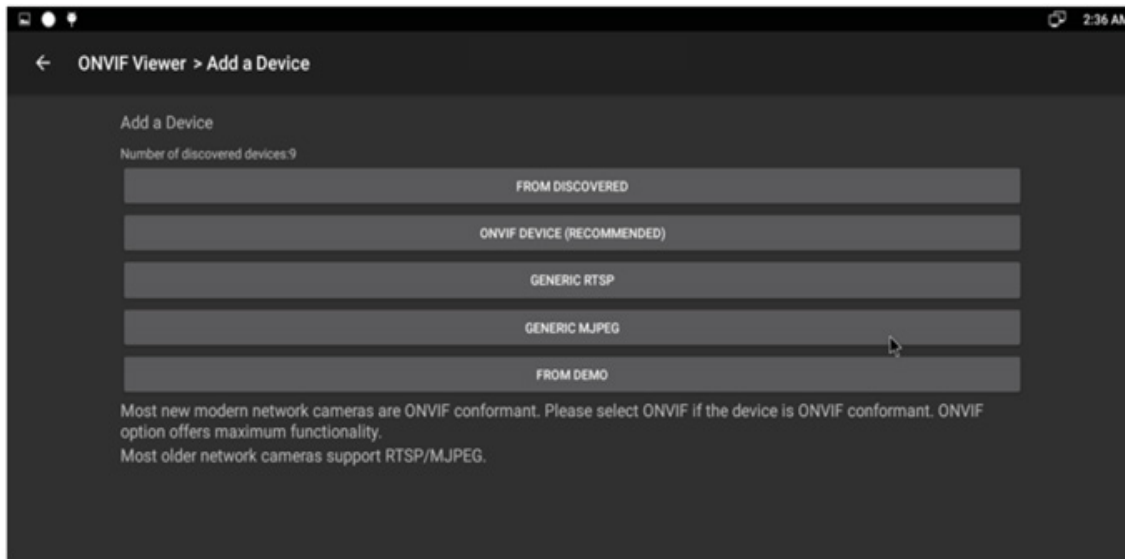 2:36 AM
ONVIF Viewer > Add a Device
Add a Device
Number of discovered devices:9
FROM DISCOVERED
ONVIF DEVICE (RECOMMENDED)
GENERIC RTSP
GENERIC MJPEG
FROM DEMO
Most new modern network cameras are ONVIF conformant. Please select ONVIF if the device is ONVIF conformant. ONVIF
option offers maximum functionality.
Most older network cameras support RTSP/MJPEG.